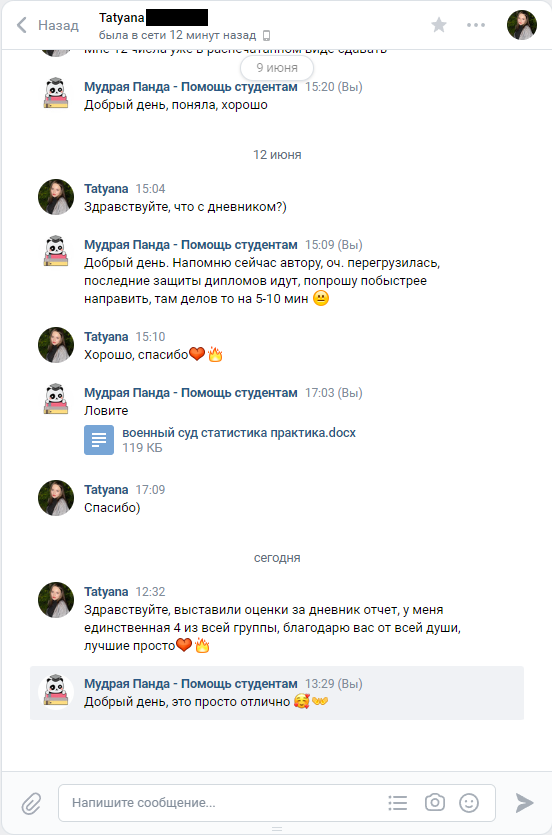 Назад
Tatyana
была в сети 12 минут назад
Мне 12 числа уже в распечатанном виде сдавать
9 июня
Мудрая Панда - Помощь студентам 15:20 (Вы)
Добрый день, поняла, хорошо
12 июня
Tatyana 15:04
Здравствуйте, что с дневником?)
Мудрая Панда - Помощь студентам 15:09 (Вы)
Добрый день. Напомню сейчас автору, оч. перегрузилась,
последние защиты дипломов идут, попрошу побыстрее
направить, там делов то на 5-10 мин 😐
Tatyana 15:10
Хорошо, спасибо❤️🔥
Мудрая Панда - Помощь студентам 17:03 (Вы)
Ловите
военный суд статистика практика.docx
119 КБ
Tatyana 17:09
Спасибо)
сегодня
Tatyana 12:32
Здравствуйте, выставили оценки за дневник отчет, у меня
единственная 4 из всей группы, благодарю вас от всей души,
лучшие просто❤️🔥
Мудрая Панда - Помощь студентам 13:29 (Вы)
Добрый день, это просто отлично 🥰👐
Напишите сообщение...